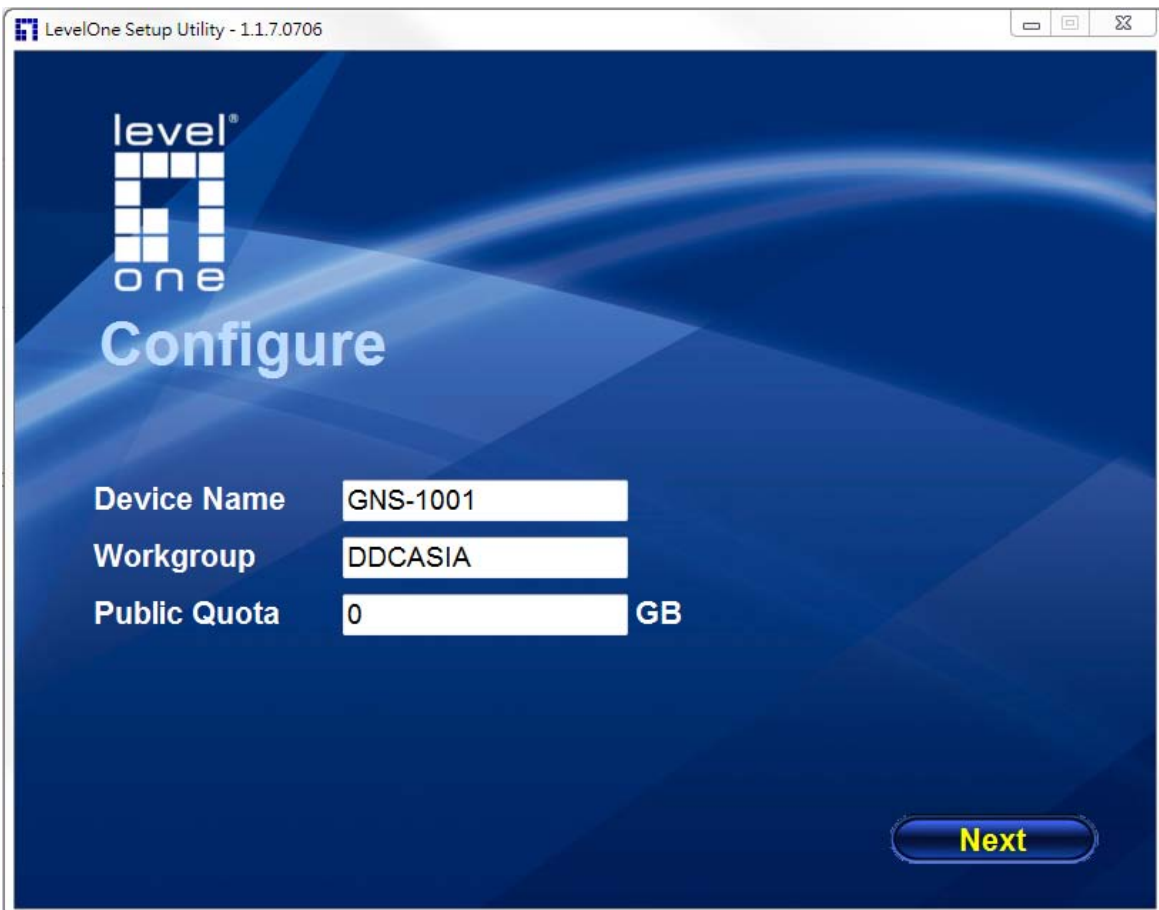 LevelOne Setup Utility - 1.1.7.0706
level®
one
Configure
Device Name GNS-1001
Workgroup DDCASIA
Public Quota 0 GB
Next